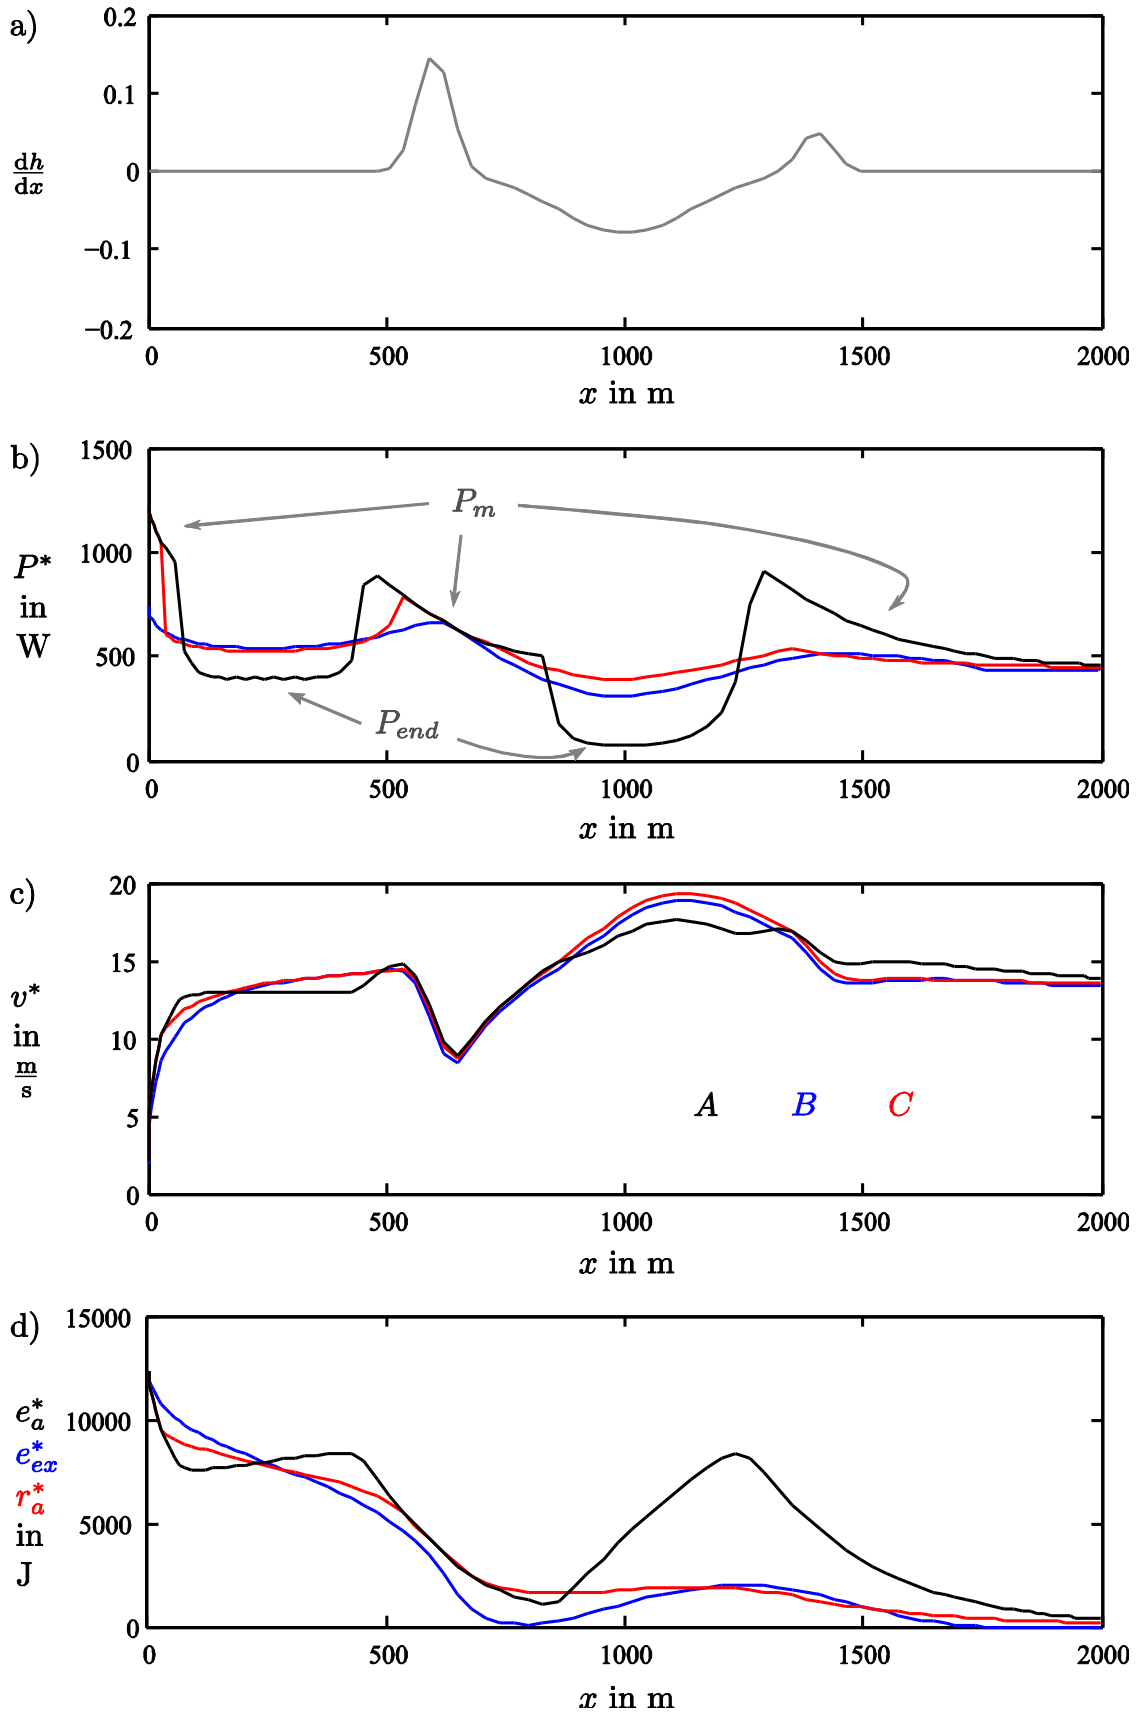 a)
0.2
0.1
0
−0.1
−0.2
dh
dx
0 500 1000 1500 2000
x in m
b)
1500
1000
500
0
P*
in
W
P_m
P_end
0 500 1000 1500 2000
x in m
c)
20
15
10
5
0
v*
in
m
s
A B C
0 500 1000 1500 2000
x in m
d)
15000
10000
5000
0
e*_a
e*_ex
r*_a
in
J
0 500 1000 1500 2000
x in m